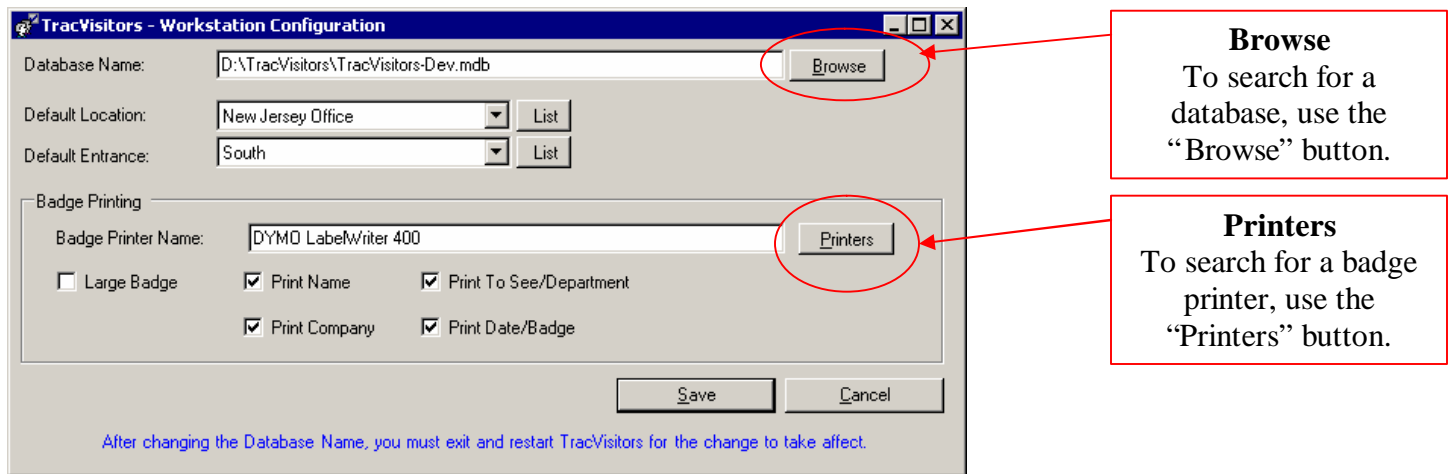 TracVisitors - Workstation Configuration
Database Name: D:\TracVisitors\TracVisitors-Dev.mdb Browse
Default Location: New Jersey Office List
Default Entrance: South List
Badge Printing
Badge Printer Name: DYMO LabelWriter 400 Printers
Large Badge Print Name Print To See/Department
Print Company Print Date/Badge
Save Cancel
After changing the Database Name, you must exit and restart TracVisitors for the change to take affect.
Browse
To search for a
database, use the
“Browse” button.
Printers
To search for a badge
printer, use the
“Printers” button.